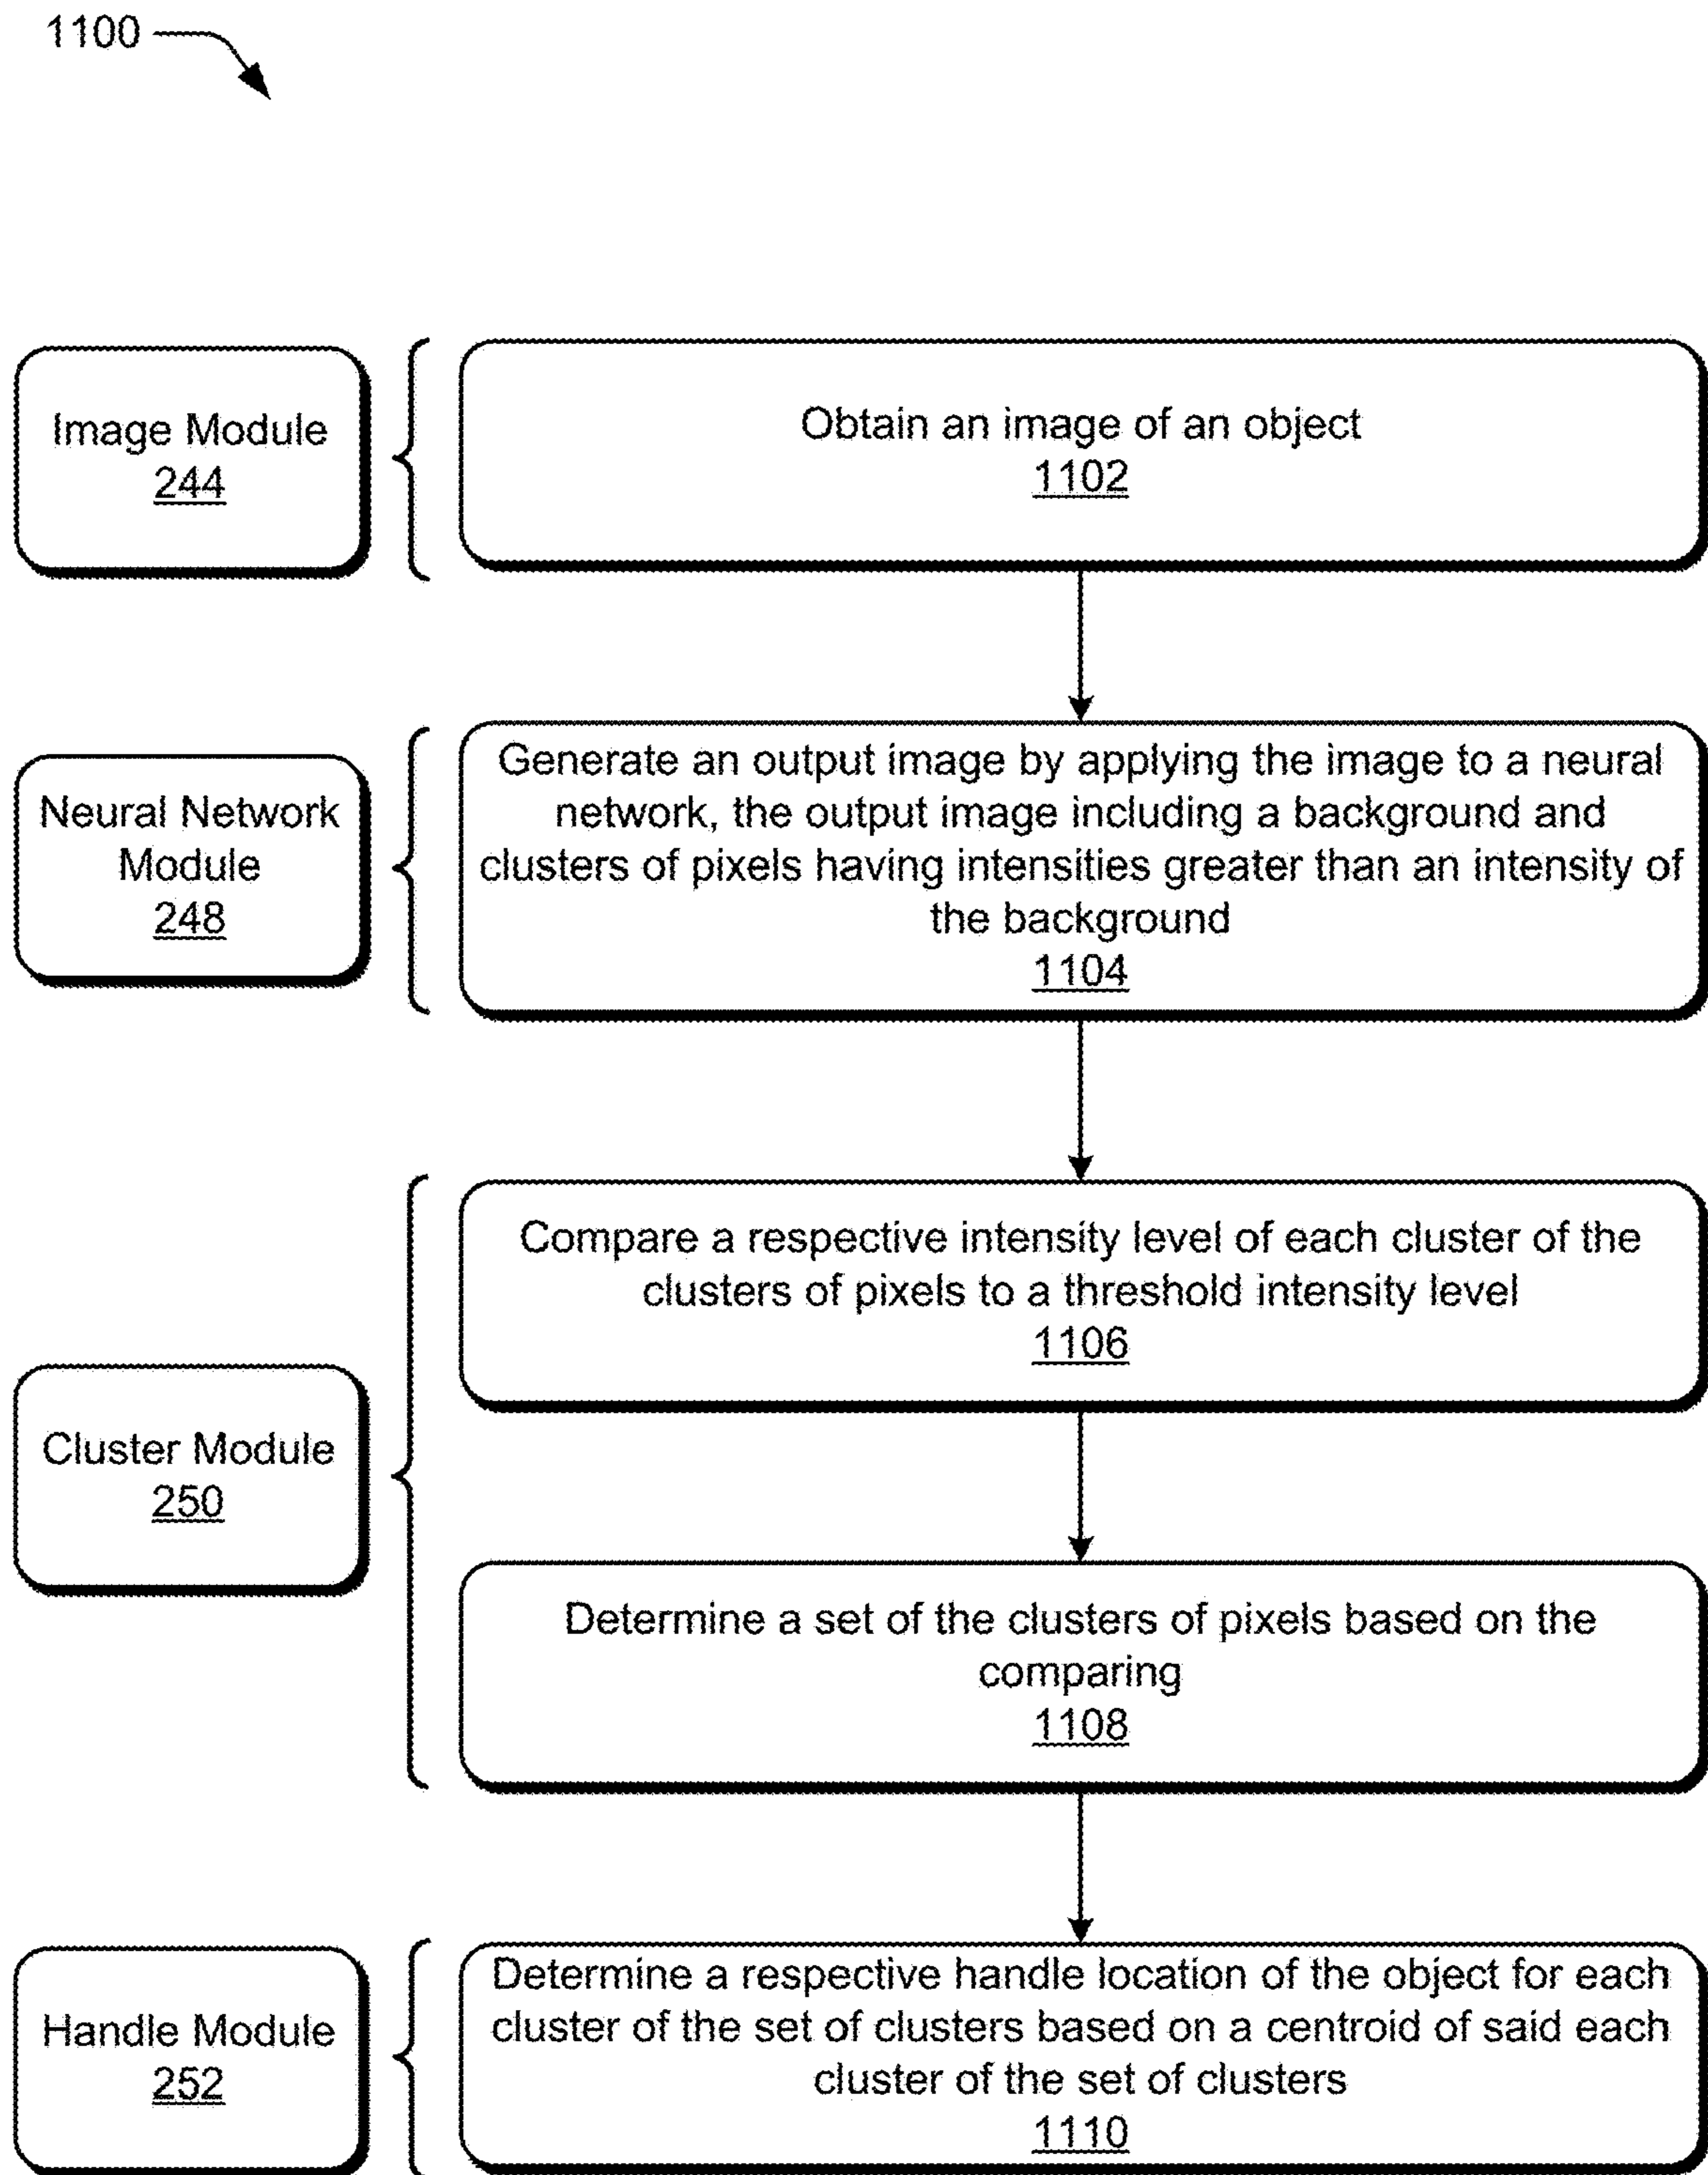 1100
Image Module
244
Obtain an image of an object
1102
Neural Network
Module
248
Generate an output image by applying the image to a neural
network, the output image including a background and
clusters of pixels having intensities greater than an intensity of
the background
1104
Cluster Module
250
Compare a respective intensity level of each cluster of the
clusters of pixels to a threshold intensity level
1106
Determine a set of the clusters of pixels based on the
comparing
1108
Handle Module
252
Determine a respective handle location of the object for each
cluster of the set of clusters based on a centroid of said each
cluster of the set of clusters
1110